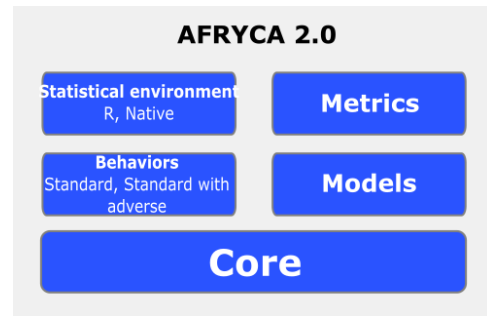 AFRYCA 2.0
Statistical environment
R, Native
Metrics
Behaviors
Standard, Standard with
adverse
Models
Core